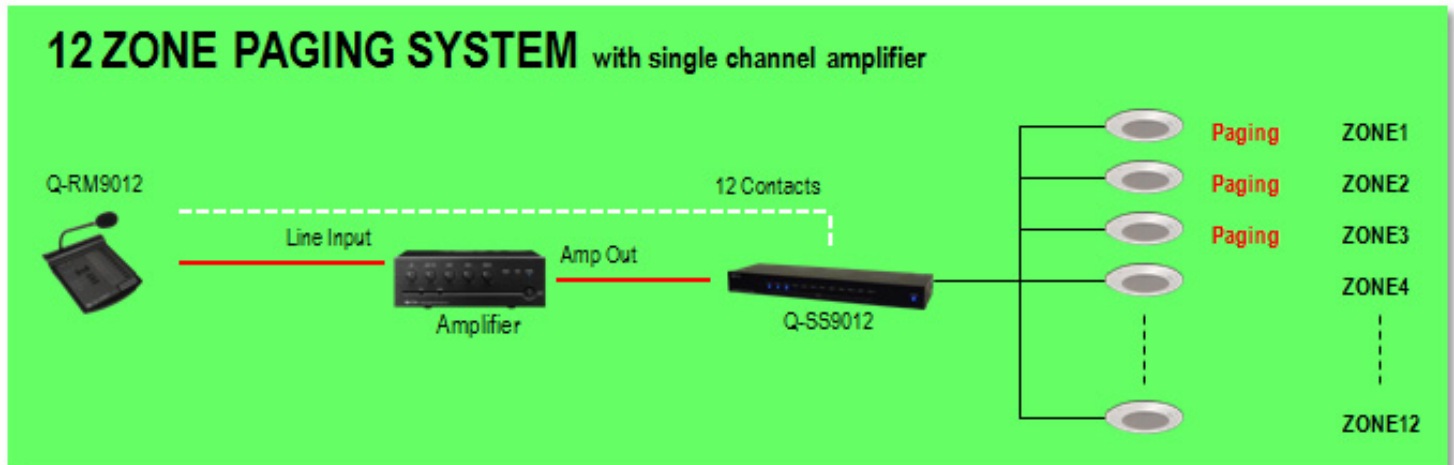 12 ZONE PAGING SYSTEM with single channel amplifier
Paging ZONE1
Q-RM9012
12 Contacts
Paging ZONE2
Line Input
Paging ZONE3
Amp Out
ZONE4
Amplifier
Q-SS9012
ZONE12